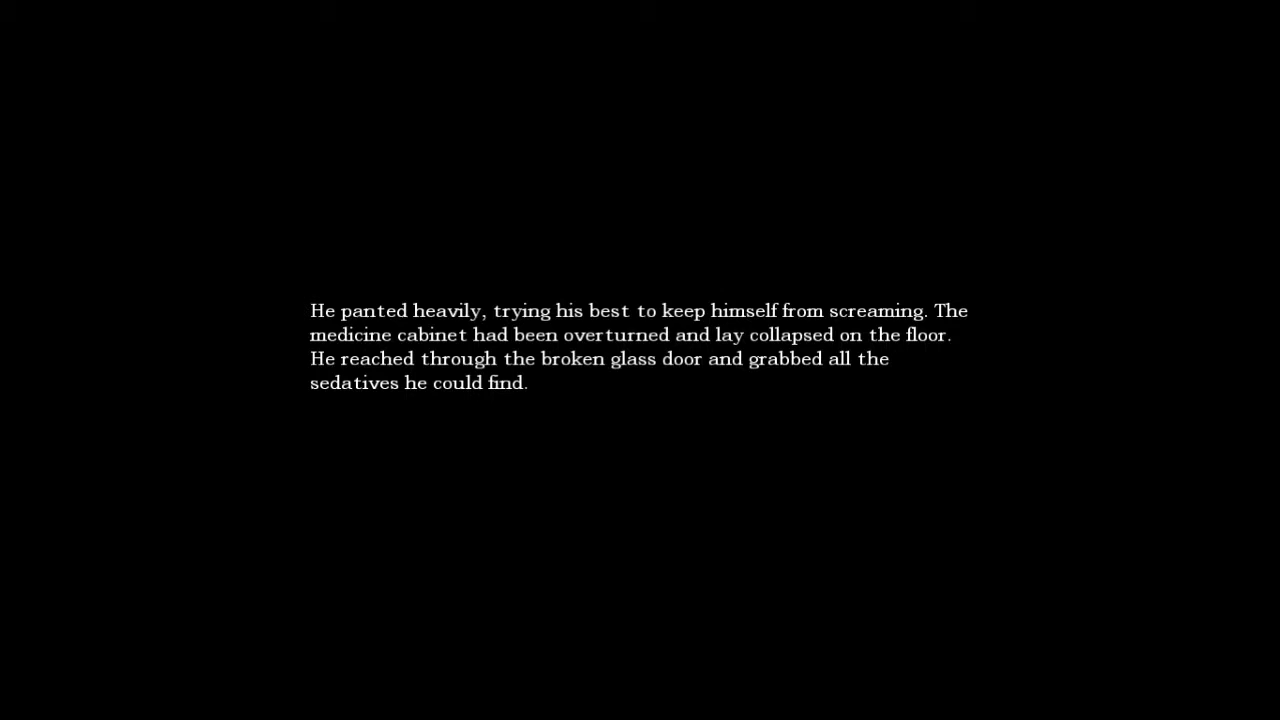 He panted heavily, trying his best to keep himself from screaming. The
medicine cabinet had been overturned and lay collapsed on the floor.
He reached through the broken glass door and grabbed all the
sedatives he could find.